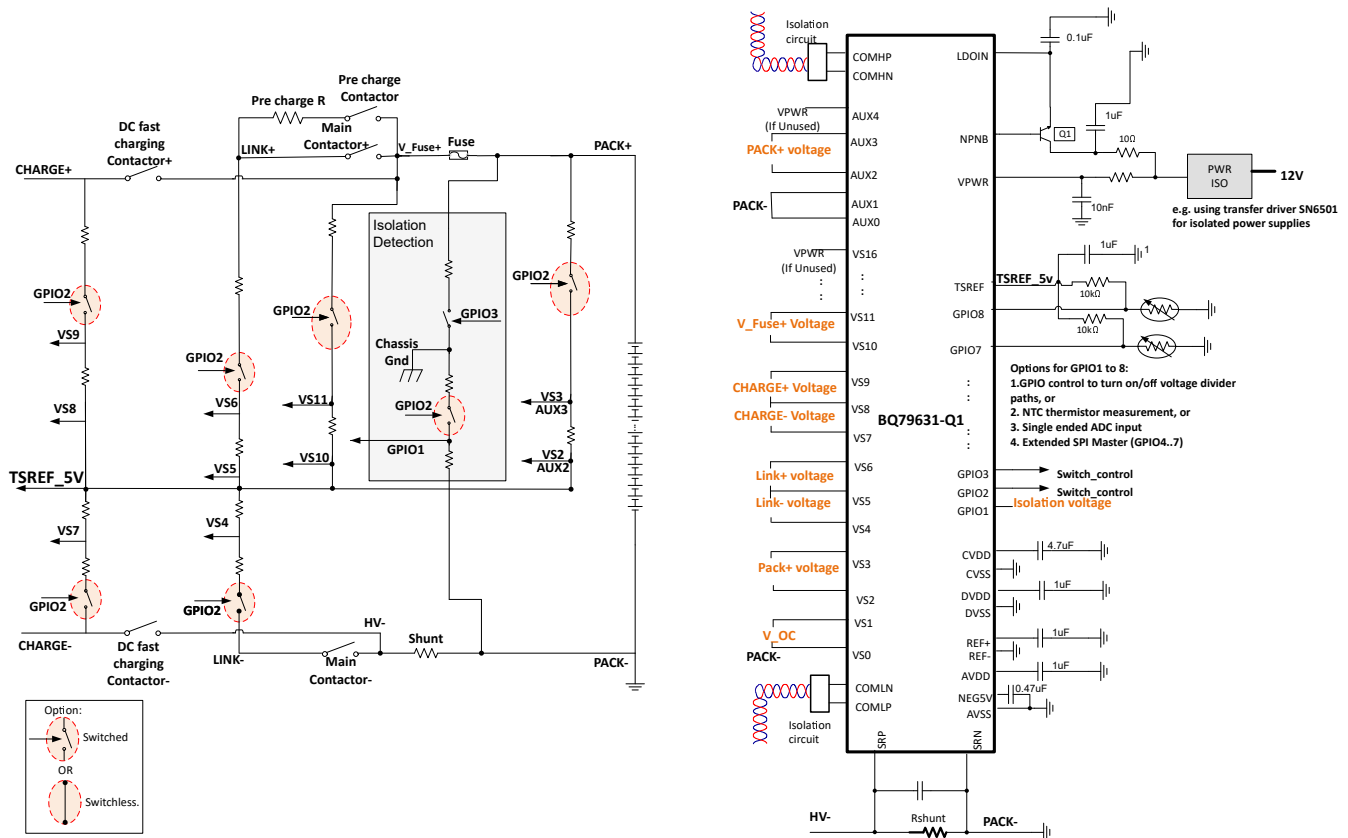 Pre charge
Contactor
Pre charge R
DC fast
charging
Contactor+
Main
Contactor+
LINK+
V_Fuse+
Fuse
PACK+
CHARGE+
Isolation
Detection
GPIO2
GPIO2
GPIO2
GPIO3
VS9
Chassis
Gnd
GPIO2
VS8
VS6
VS11
GPIO2
VS3
AUX3
GPIO1
VS5
VS10
VS2
AUX2
TSREF_5V
VS7
VS4
GPIO2
GPIO2
CHARGE-
DC fast
charging
Contactor-
HV-
LINK-
Main
Contactor-
Shunt
PACK-
Option:
Switched
OR
Switchless.
Isolation
circuit
COMHP
COMHN
VPWR
(If Unused)
AUX4
AUX3
PACK+ voltage
AUX2
PACK-
AUX1
AUX0
VPWR
(If Unused)
VS16
VS11
V_Fuse+ Voltage
VS10
VS9
CHARGE+ Voltage
VS8
CHARGE- Voltage
VS7
VS6
Link+ voltage
VS5
Link- voltage
VS4
VS3
Pack+ voltage
VS2
VS1
V_OC
PACK-
VS0
COMLN
COMLP
Isolation
circuit
BQ79631-Q1
SRP
SRN
HV-
Rshunt
PACK-
0.1uF
LDOIN
1uF
NPNB
Q1
10Ω
VPWR
10nF
PWR
ISO
12V
e.g. using transfer driver SN6501
for isolated power supplies
1uF
1
TSREF
TSREF_5v
10kΩ
GPIO8
10kΩ
GPIO7
Options for GPIO1 to 8:
1.GPIO control to turn on/off voltage divider
paths, or
2. NTC thermistor measurement, or
3. Single ended ADC input
4. Extended SPI Master (GPIO4..7)
GPIO3
Switch_control
GPIO2
Switch_control
GPIO1
Isolation voltage
CVDD
4.7uF
CVSS
DVDD
1uF
DVSS
REF+
1uF
REF-
AVDD
1uF
NEG5V
0.47uF
AVSS